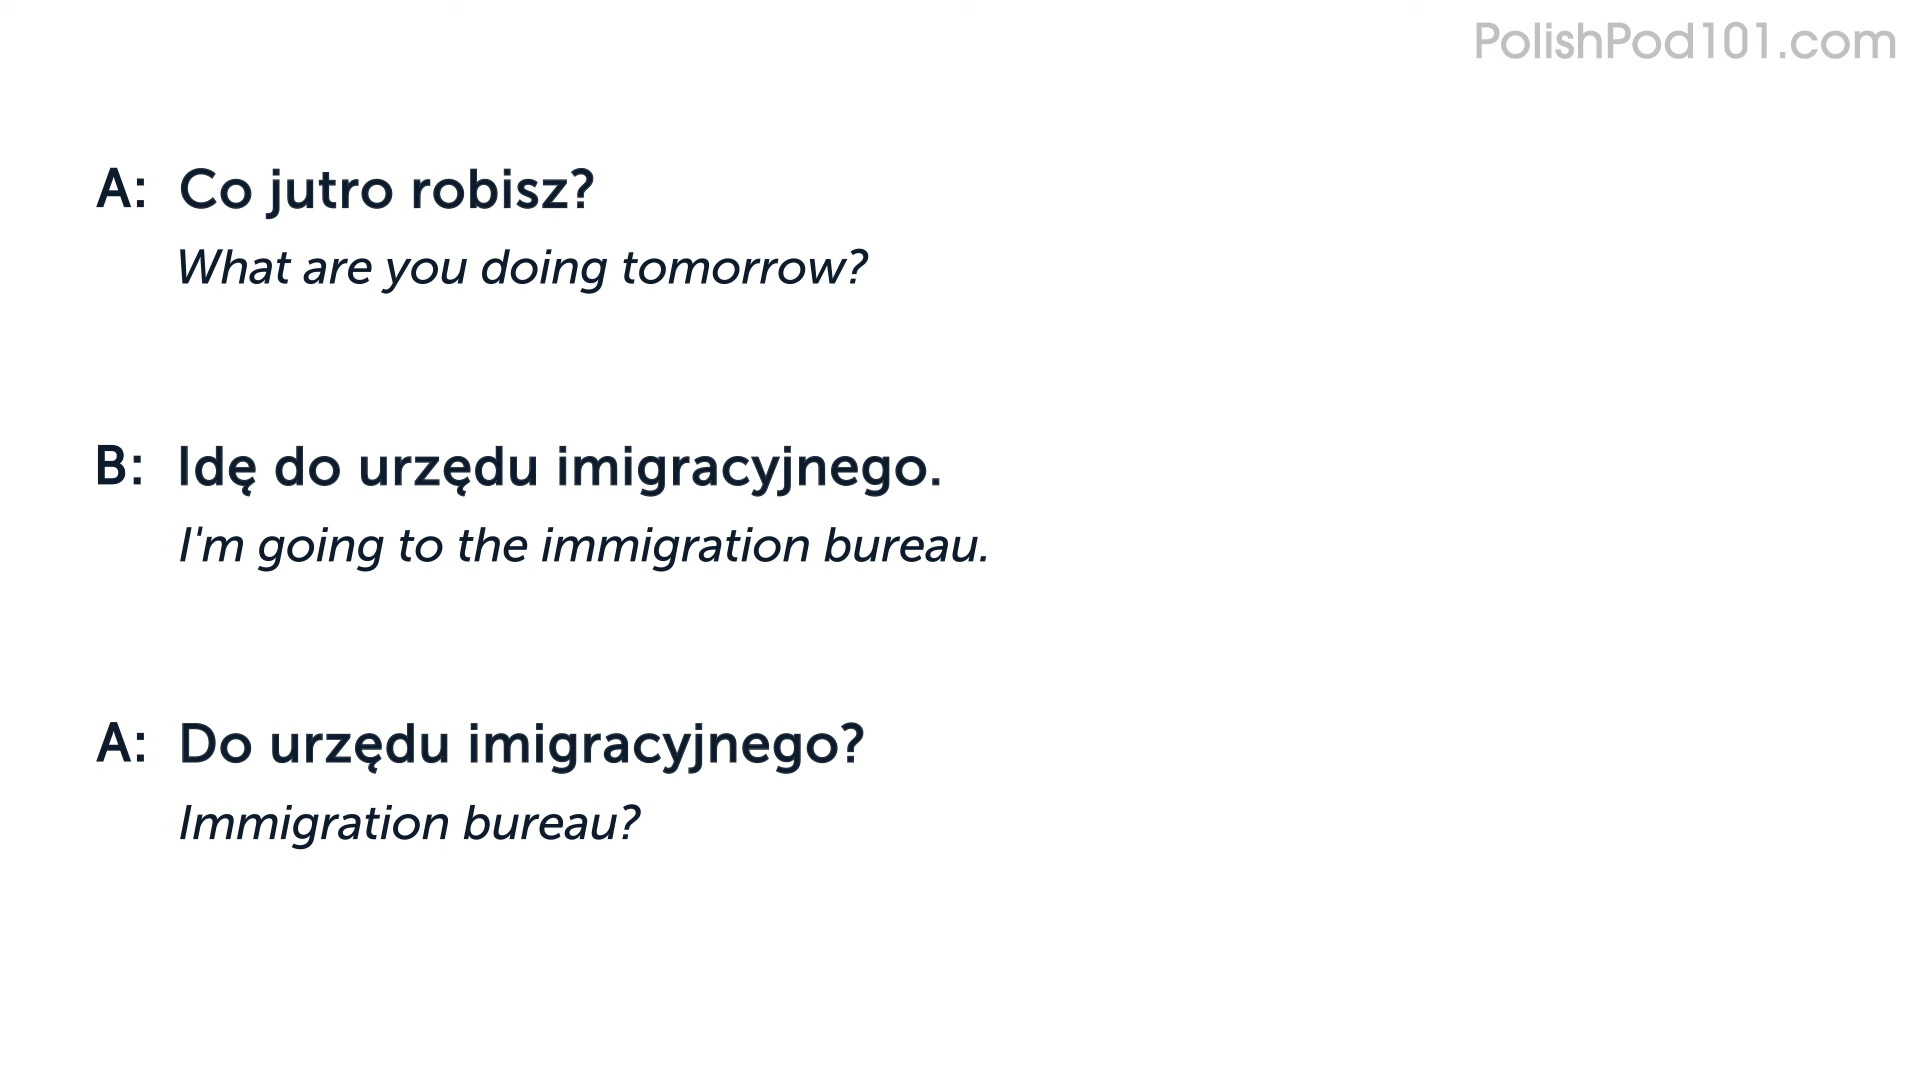 PolishPod101.com
A: Co jutro robisz?
What are you doing tomorrow?
B: Idę do urzędu imigracyjnego.
I'm going to the immigration bureau.
A: Do urzędu imigracyjnego?
Immigration bureau?